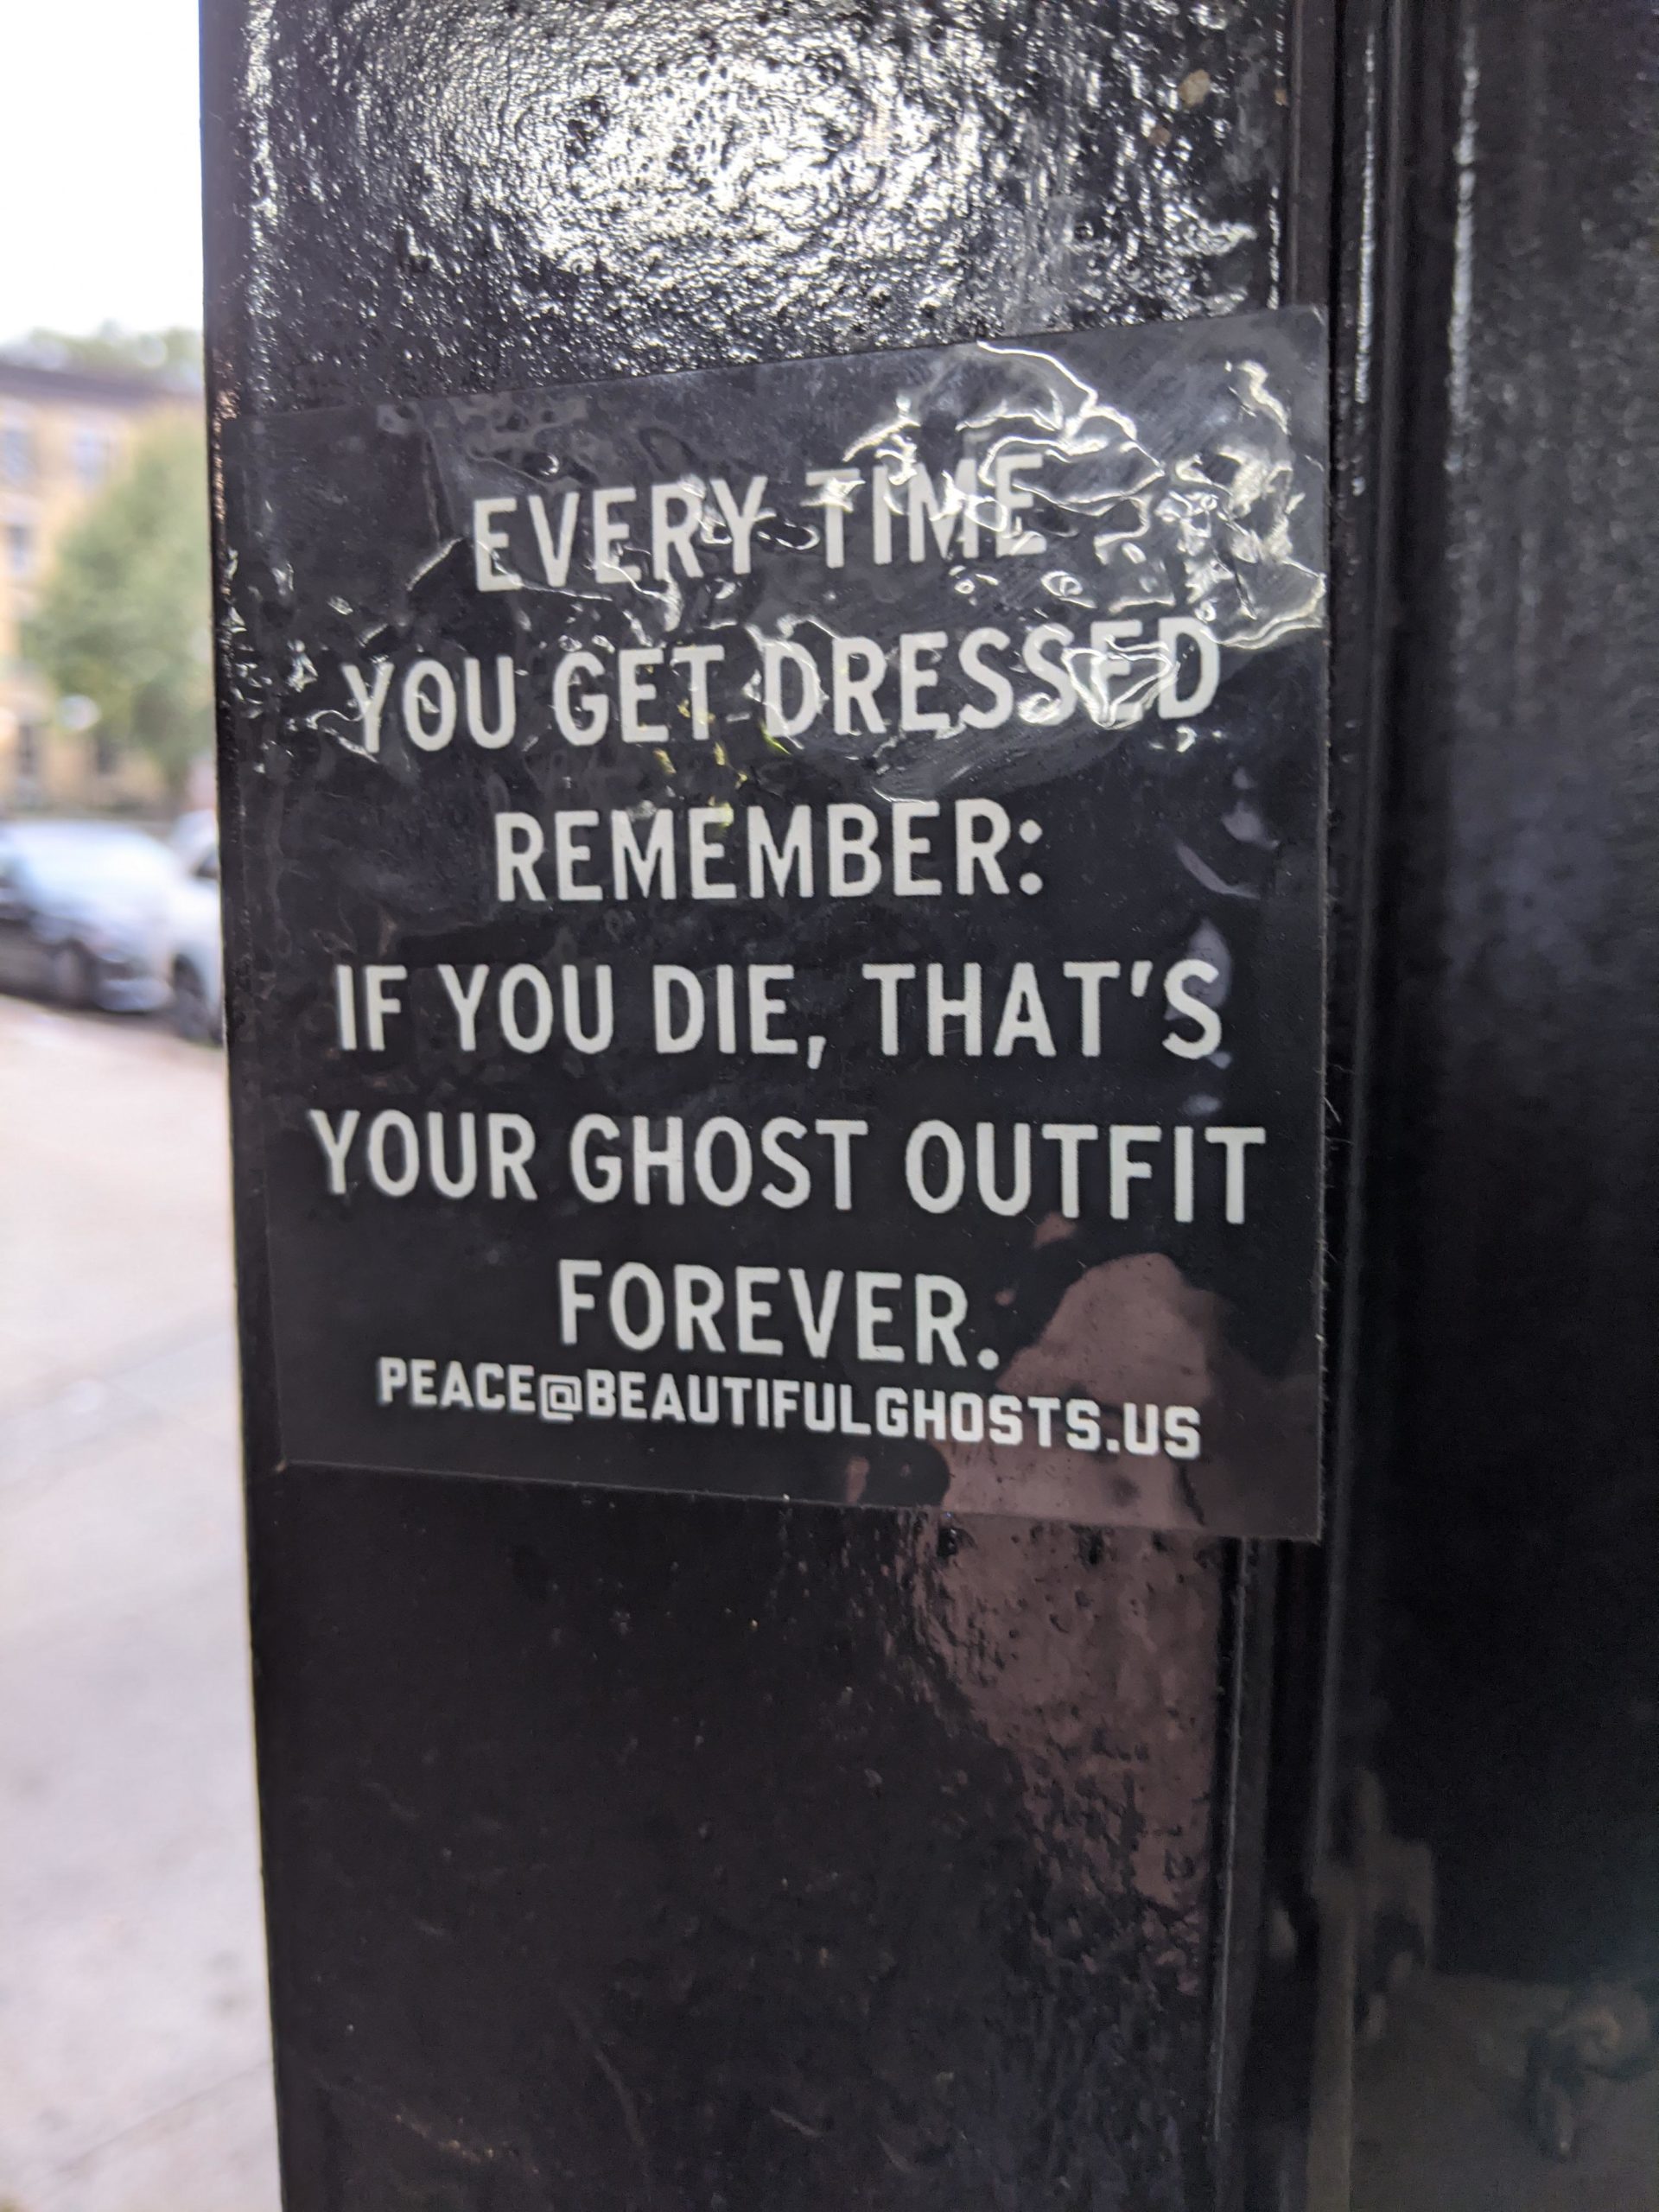 EVERY TIME
YOU GET DRESSED
REMEMBER:
IF YOU DIE, THAT'S
YOUR GHOST OUTFIT
FOREVER.
PEACE@BEAUTIFULGHOSTS.US